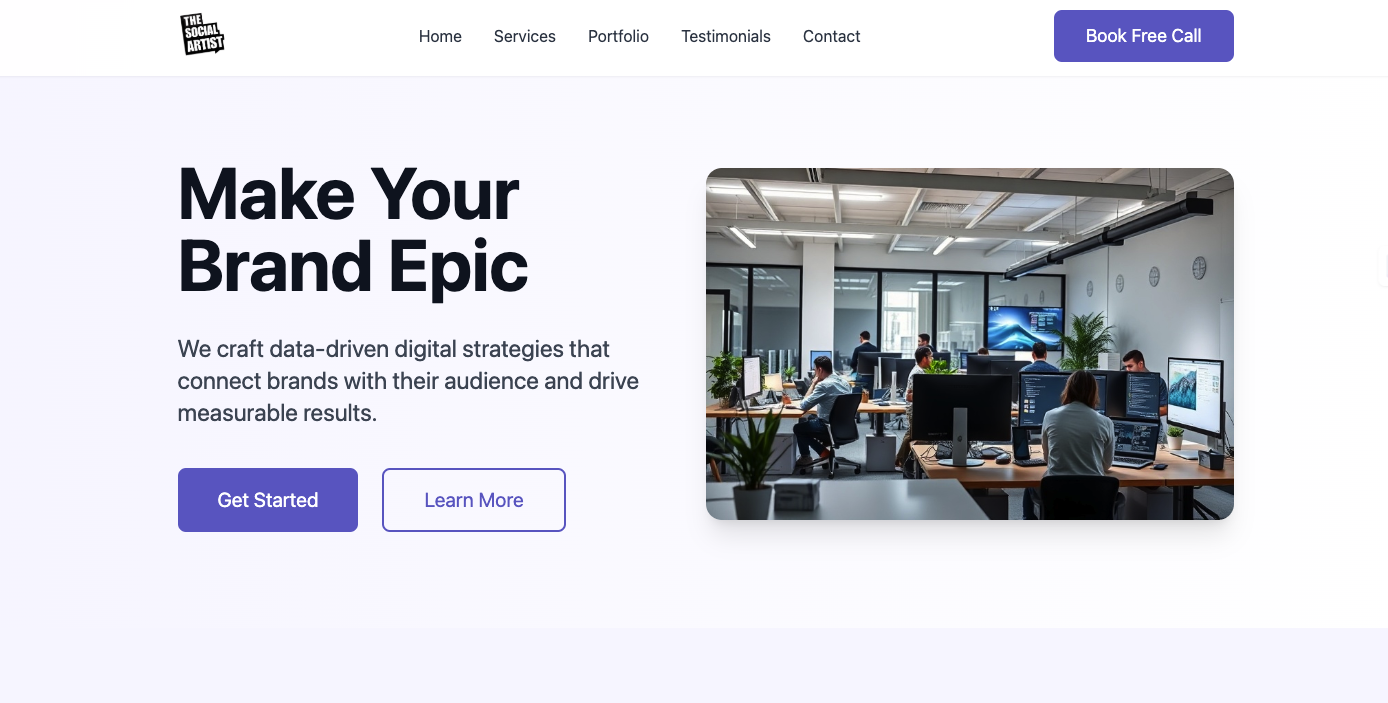 THE
SOCIAL
ARTIST
Home
Services
Portfolio
Testimonials
Contact
Book Free Call
Make Your
Brand Epic
We craft data-driven digital strategies that
connect brands with their audience and drive
measurable results.
Get Started
Learn More